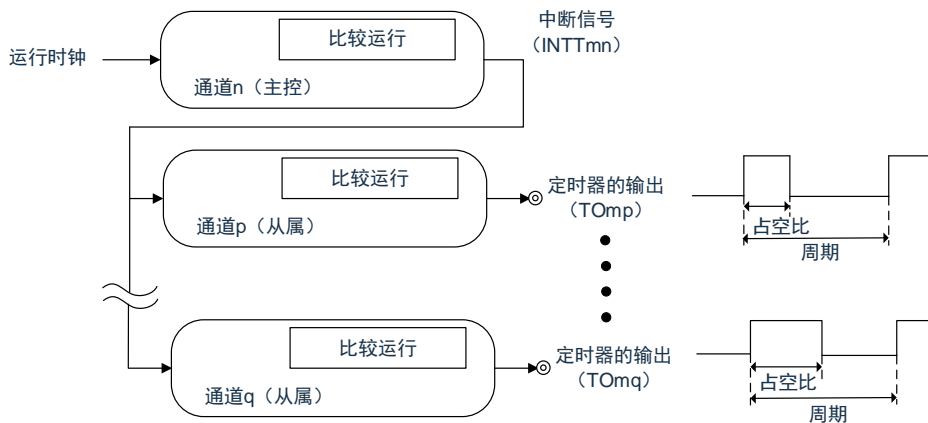 比较运行
中断信号
（INTTmn）
运行时钟
通道n（主控）
比较运行
定时器的输出
（TOmp）
通道p（从属）
占空比
周期
比较运行
定时器的输出
（TOmq）
通道q（从属）
占空比
周期